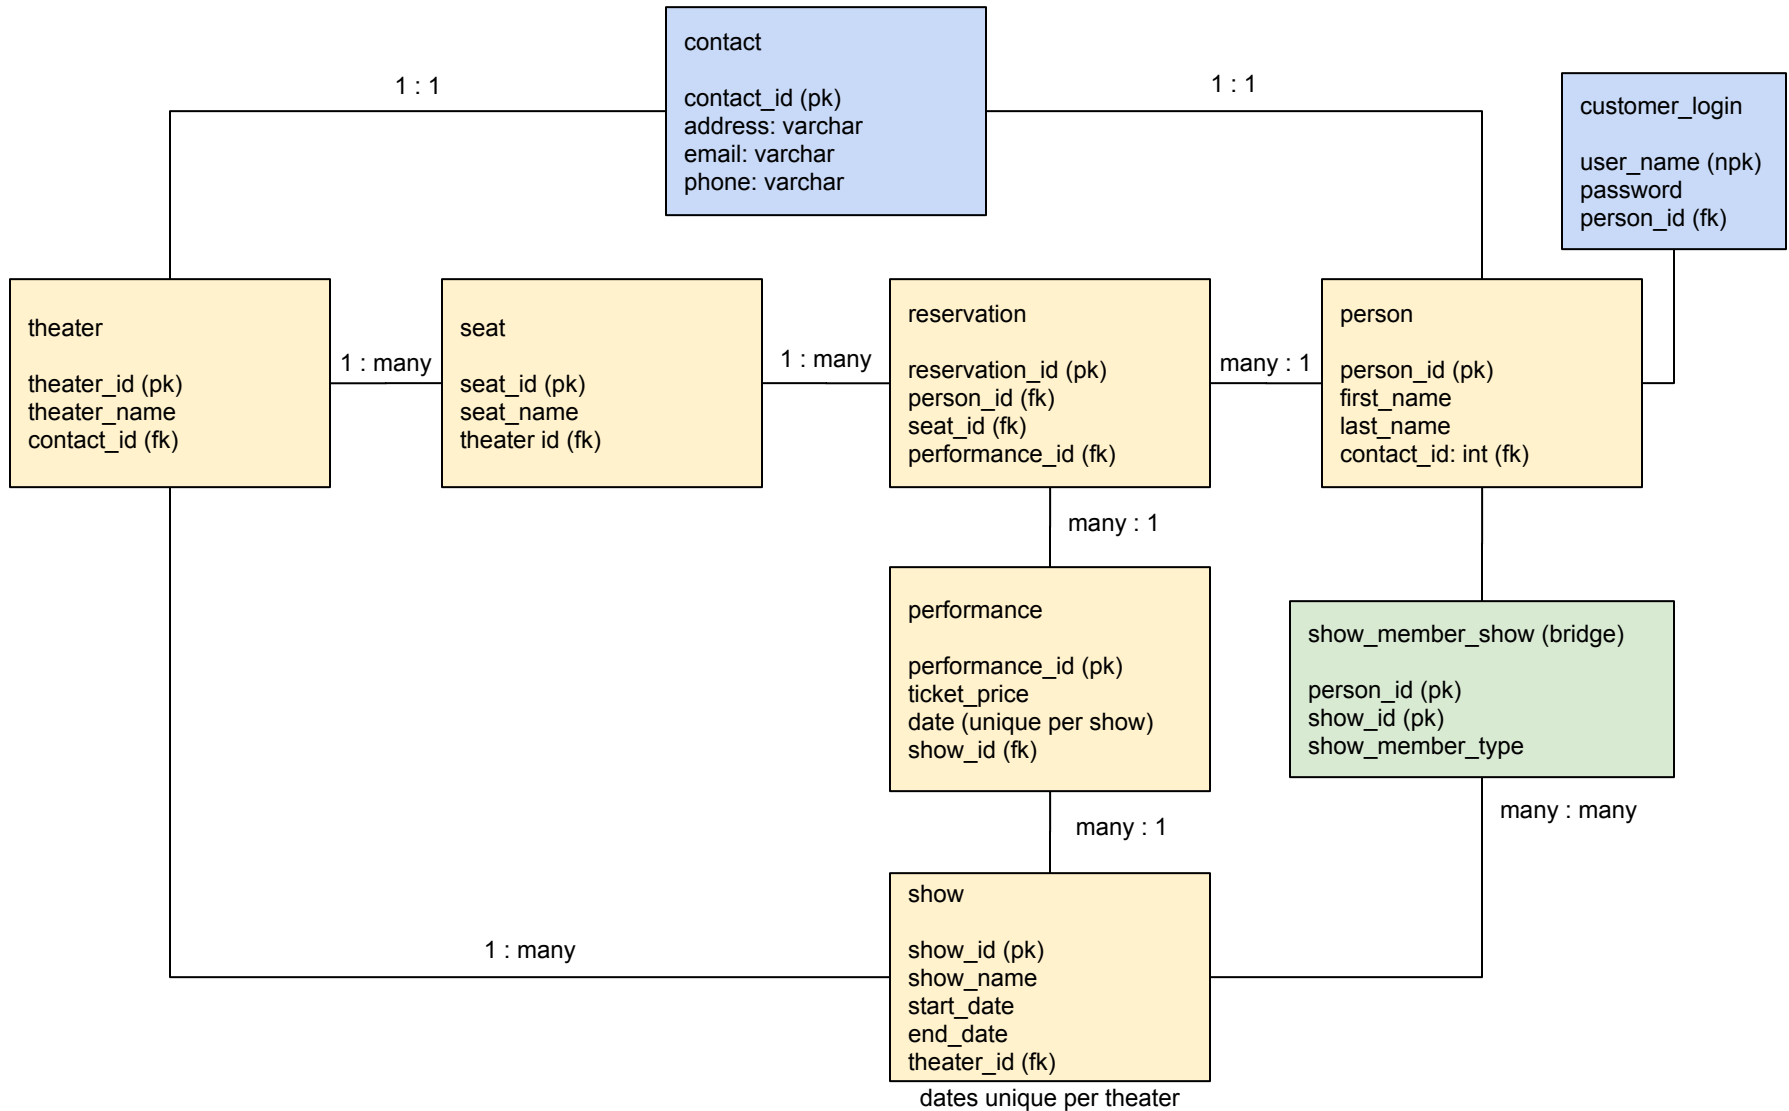 contact
contact_id (pk)
address: varchar
email: varchar
phone: varchar
1 : 1
1 : 1
customer_login
user_name (npk)
password
person_id (fk)
theater
theater_id (pk)
theater_name
contact_id (fk)
1 : many
seat
seat_id (pk)
seat_name
theater id (fk)
1 : many
reservation
reservation_id (pk)
person_id (fk)
seat_id (fk)
performance_id (fk)
many : 1
person
person_id (pk)
first_name
last_name
contact_id: int (fk)
many : 1
performance
performance_id (pk)
ticket_price
date (unique per show)
show_id (fk)
show_member_show (bridge)
person_id (pk)
show_id (pk)
show_member_type
many : 1
many : many
1 : many
show
show_id (pk)
show_name
start_date
end_date
theater_id (fk)
dates unique per theater